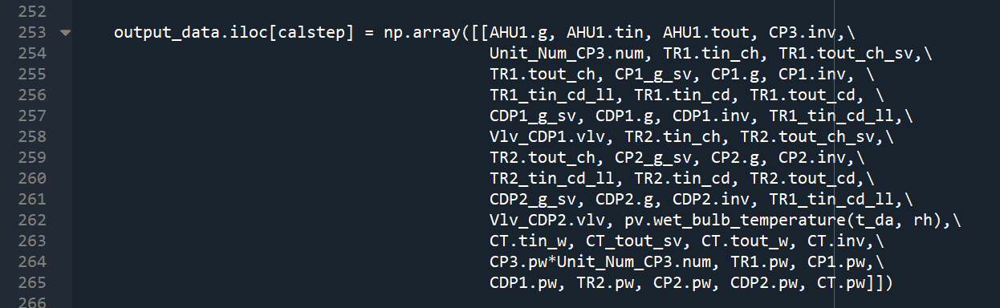 252
253 output_data.iloc[calstep] = np.array([[AHU1.g, AHU1.tin, AHU1.tout, CP3.inv,\
254 Unit_Num_CP3.num, TR1.tin_ch, TR1.tout_ch_sv,\
255 TR1.tout_ch, CP1_g_sv, CP1.g, CP1.inv, \
256 TR1_tin_cd_ll, TR1.tin_cd, TR1.tout_cd, \
257 CDP1_g_sv, CDP1.g, CDP1.inv, TR1_tin_cd_ll,\
258 Vlv_CDP1.vlv, TR2.tin_ch, TR2.tout_ch_sv,\
259 TR2.tout_ch, CP2_g_sv, CP2.g, CP2.inv,\
260 TR2_tin_cd_ll, TR2.tin_cd, TR2.tout_cd,\
261 CDP2_g_sv, CDP2.g, CDP2.inv, TR1_tin_cd_ll,\
262 Vlv_CDP2.vlv, pv.wet_bulb_temperature(t_da, rh),\
263 CT.tin_w, CT_tout_sv, CT.tout_w, CT.inv,\
264 CP3.pw*Unit_Num_CP3.num, TR1.pw, CP1.pw,\
265 CDP1.pw, TR2.pw, CP2.pw, CDP2.pw, CT.pw]])
266